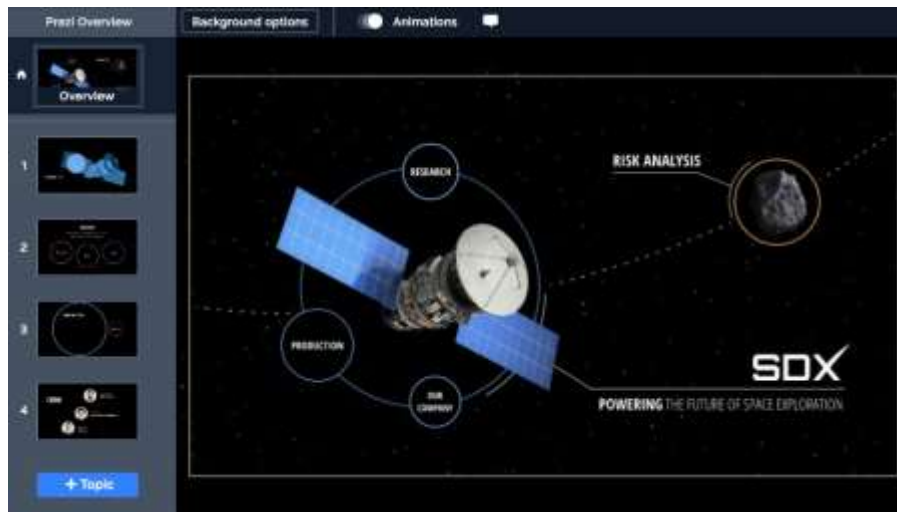 Prezi Overview
Background options
Animations
Overview
1
2
3
4
+ Topic
RESEARCH
RISK ANALYSIS
PRODUCTION
OUR
COMPANY
SDX
POWERING THE FUTURE OF SPACE EXPLORATION